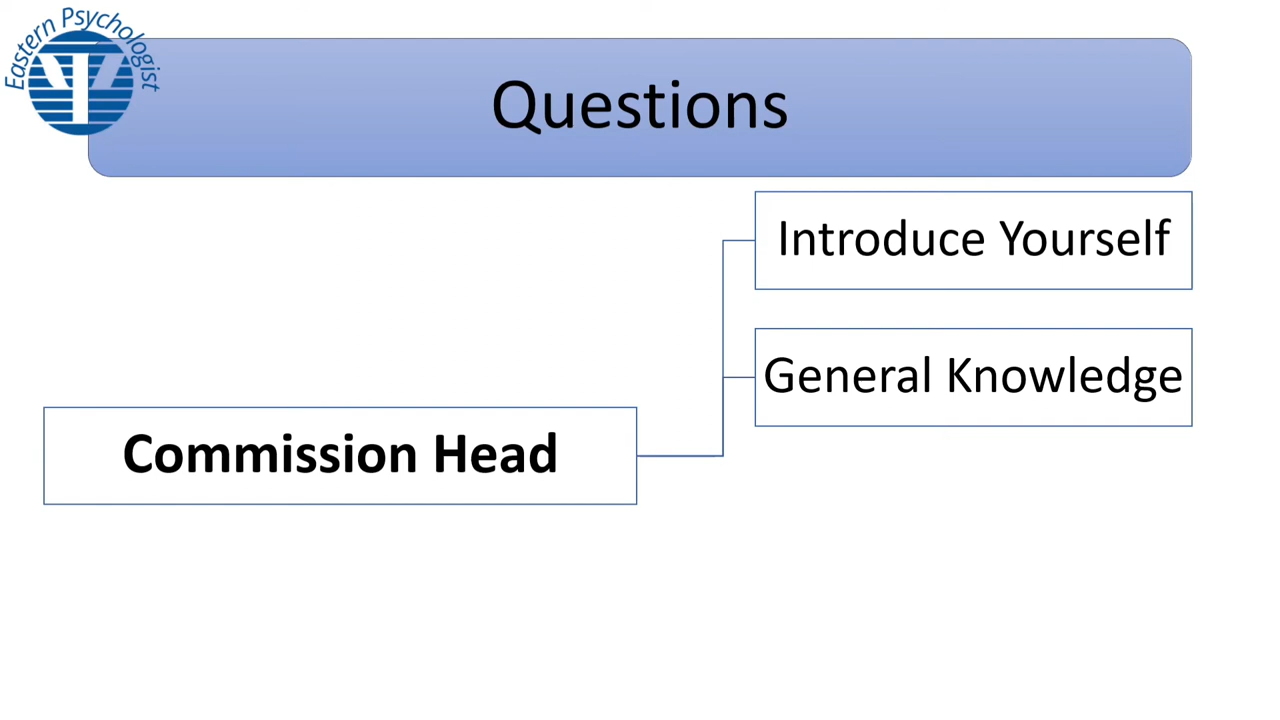 Eastern Psychologist
Questions
Introduce Yourself
General Knowledge
Commission Head